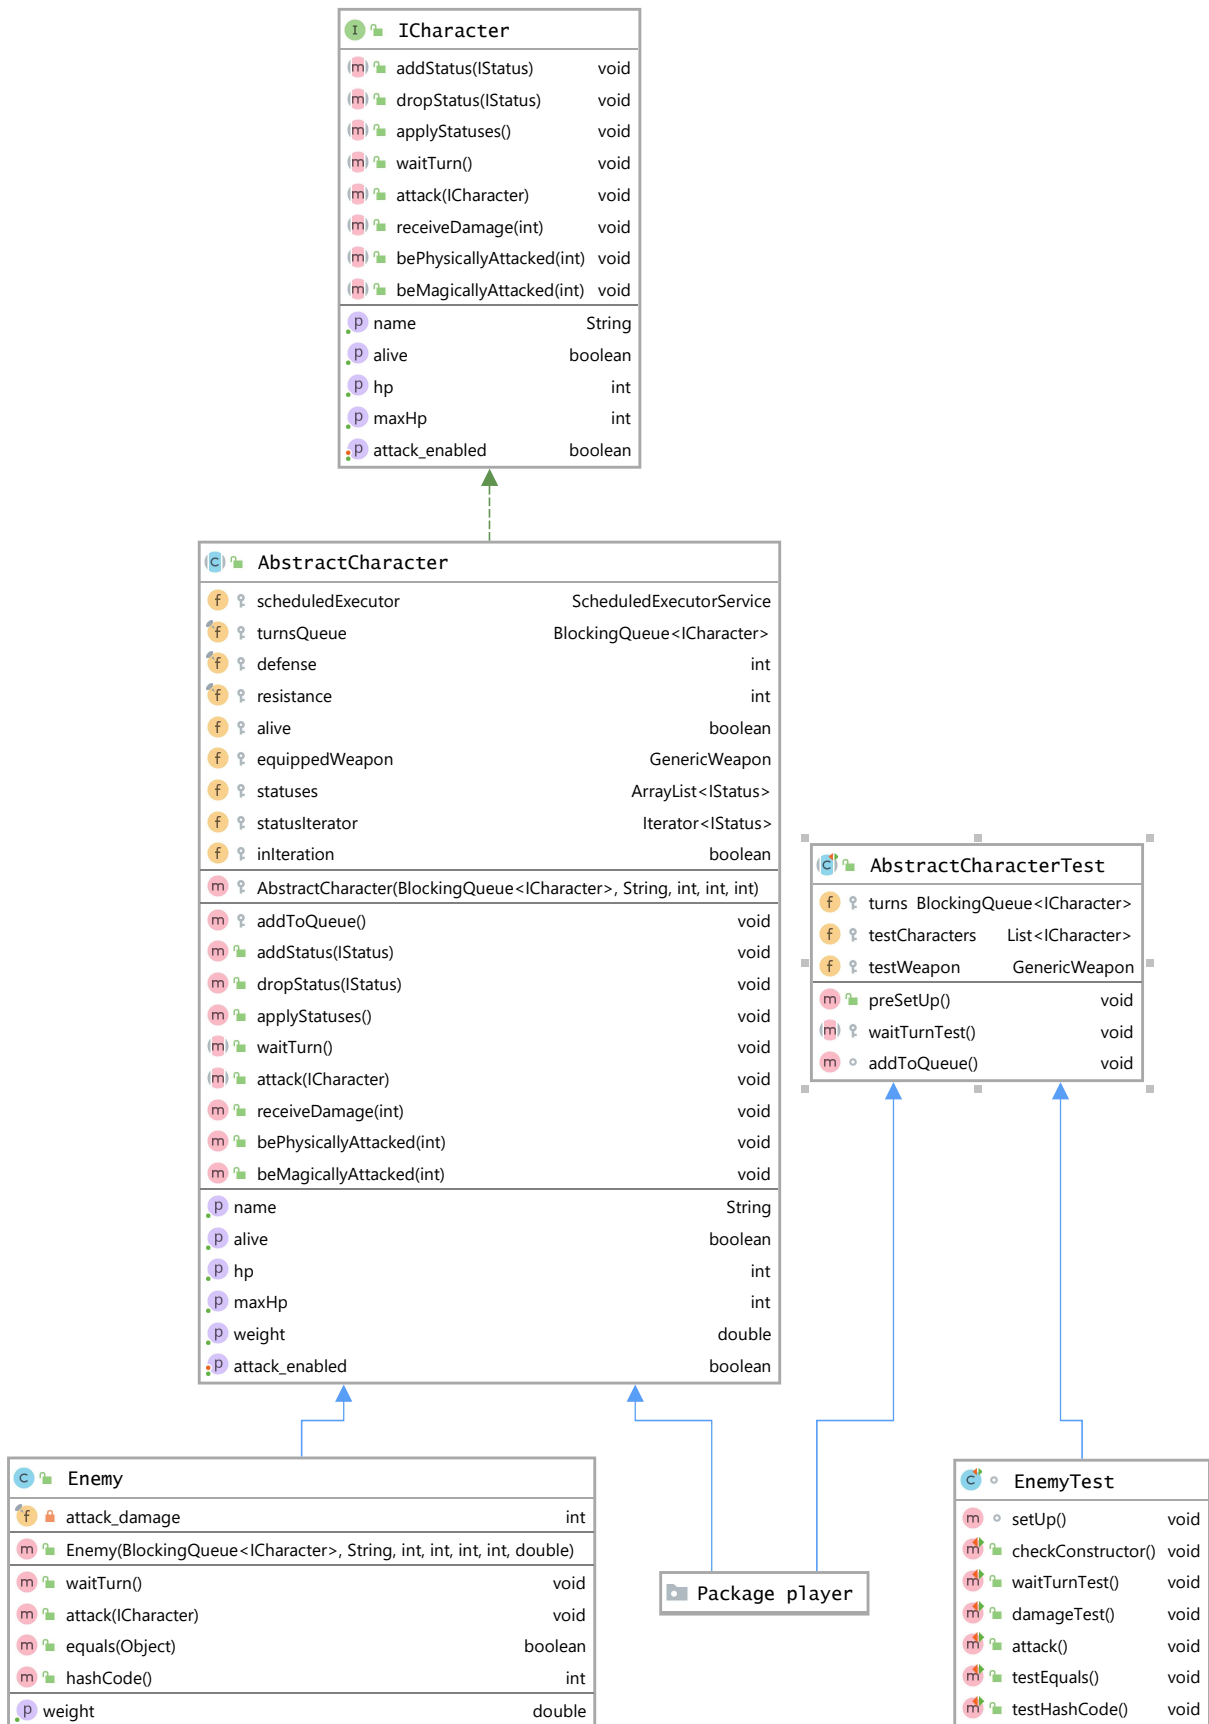 ICharacter
addStatus(IStatus) void
dropStatus(IStatus) void
applyStatuses() void
waitTurn() void
attack(ICharacter) void
receiveDamage(int) void
bePhysicallyAttacked(int) void
beMagicallyAttacked(int) void
name String
alive boolean
hp int
maxHp int
attack_enabled boolean
AbstractCharacter
scheduledExecutor ScheduledExecutorService
turnsQueue BlockingQueue<ICharacter>
defense int
resistance int
alive boolean
equippedWeapon GenericWeapon
statuses ArrayList<IStatus>
statusIterator Iterator<IStatus>
inIteration boolean
AbstractCharacter(BlockingQueue<ICharacter>, String, int, int, int)
addToQueue() void
addStatus(IStatus) void
dropStatus(IStatus) void
applyStatuses() void
waitTurn() void
attack(ICharacter) void
receiveDamage(int) void
bePhysicallyAttacked(int) void
beMagicallyAttacked(int) void
name String
alive boolean
hp int
maxHp int
weight double
attack_enabled boolean
AbstractCharacterTest
turns BlockingQueue<ICharacter>
testCharacters List<ICharacter>
testWeapon GenericWeapon
preSetUp() void
waitTurnTest() void
addToQueue() void
Enemy
attack_damage int
Enemy(BlockingQueue<ICharacter>, String, int, int, int, int, double)
waitTurn() void
attack(ICharacter) void
equals(Object) boolean
hashCode() int
weight double
Package player
EnemyTest
setUp() void
checkConstructor() void
waitTurnTest() void
damageTest() void
attack() void
testEquals() void
testHashCode() void